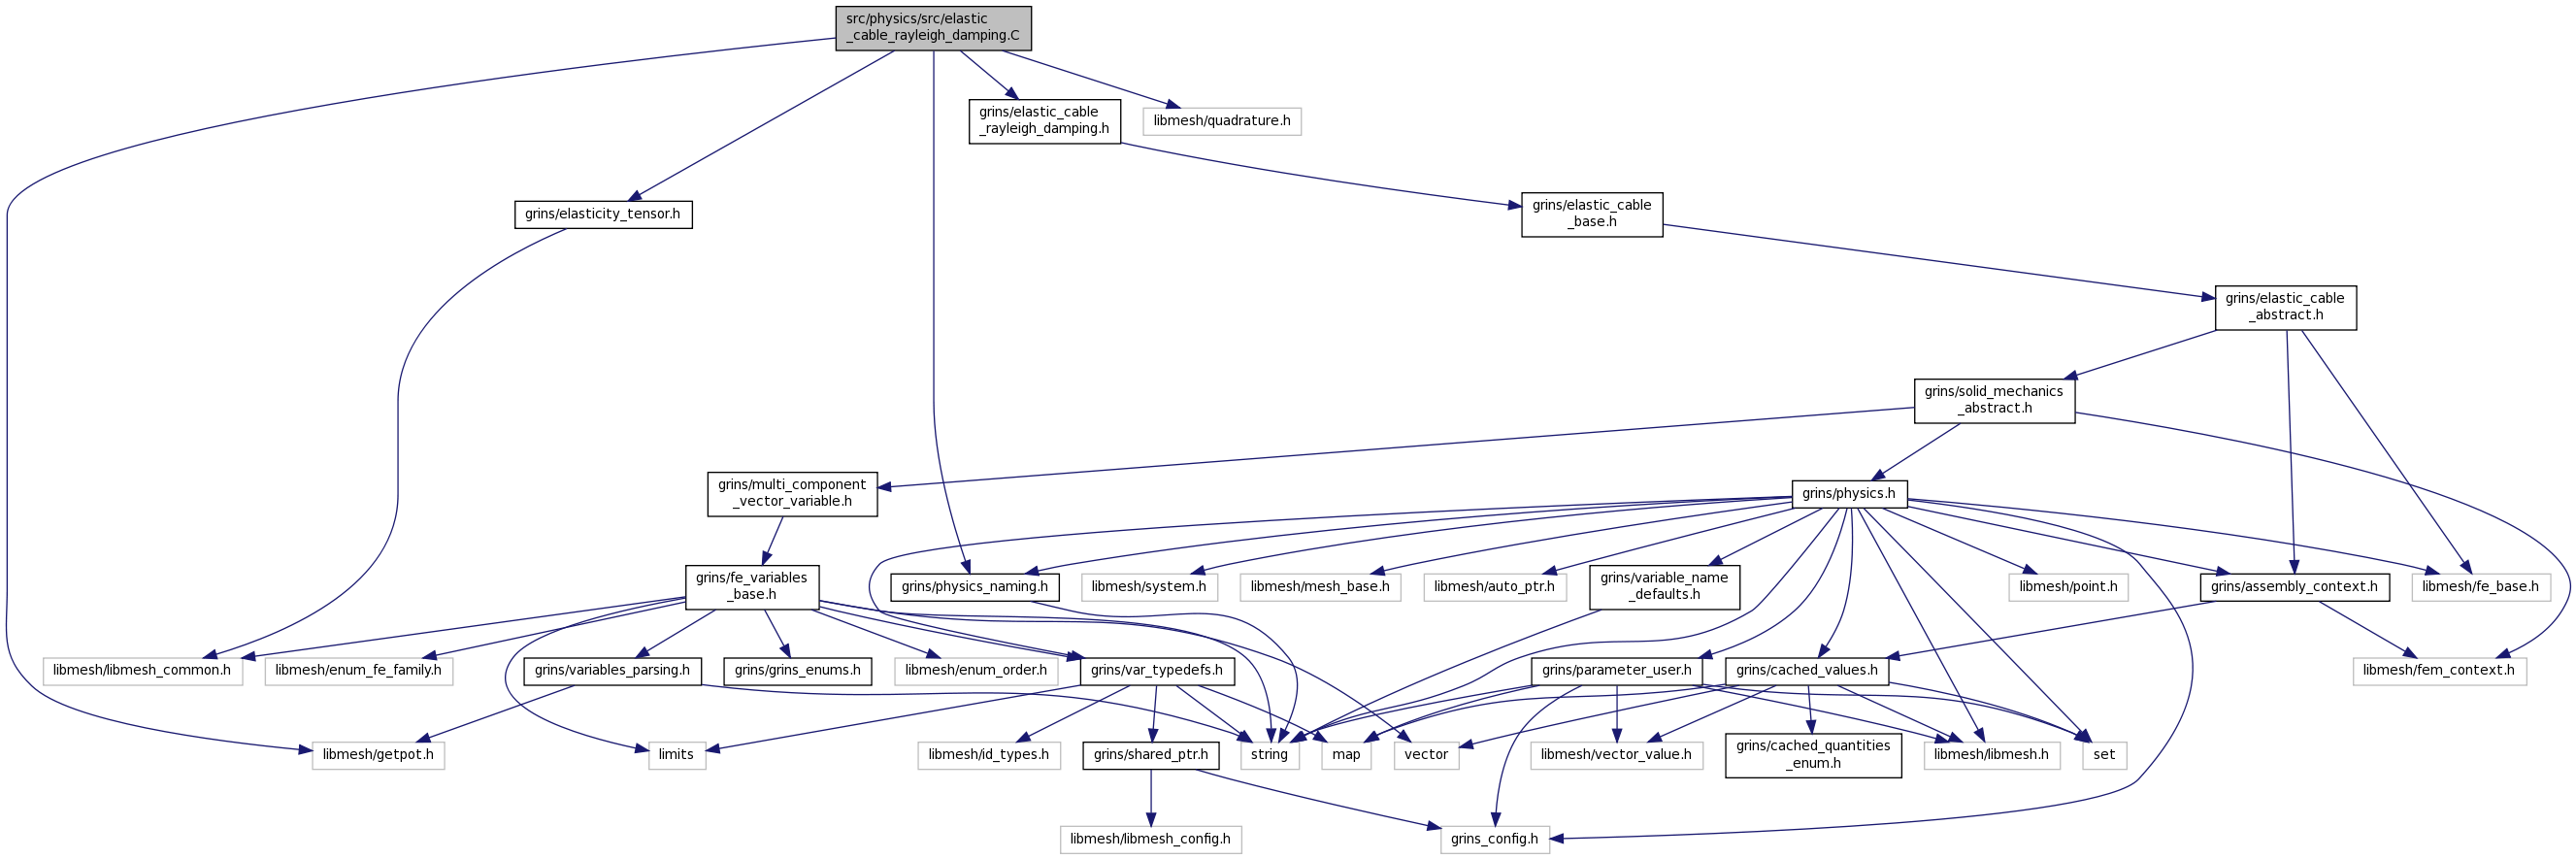 src/physics/src/elastic
_cable_rayleigh_damping.C
grins/elastic_cable
_rayleigh_damping.h
libmesh/quadrature.h
grins/elasticity_tensor.h
grins/elastic_cable
_base.h
grins/elastic_cable
_abstract.h
grins/solid_mechanics
_abstract.h
grins/multi_component
_vector_variable.h
grins/physics.h
grins/fe_variables
_base.h
grins/physics_naming.h
libmesh/system.h
libmesh/mesh_base.h
libmesh/auto_ptr.h
grins/variable_name
_defaults.h
libmesh/point.h
grins/assembly_context.h
libmesh/fe_base.h
libmesh/libmesh_common.h
libmesh/enum_fe_family.h
grins/variables_parsing.h
grins/grins_enums.h
libmesh/enum_order.h
grins/var_typedefs.h
grins/parameter_user.h
grins/cached_values.h
libmesh/fem_context.h
libmesh/getpot.h
limits
libmesh/id_types.h
grins/shared_ptr.h
string
map
vector
libmesh/vector_value.h
grins/cached_quantities
_enum.h
libmesh/libmesh.h
set
libmesh/libmesh_config.h
grins_config.h